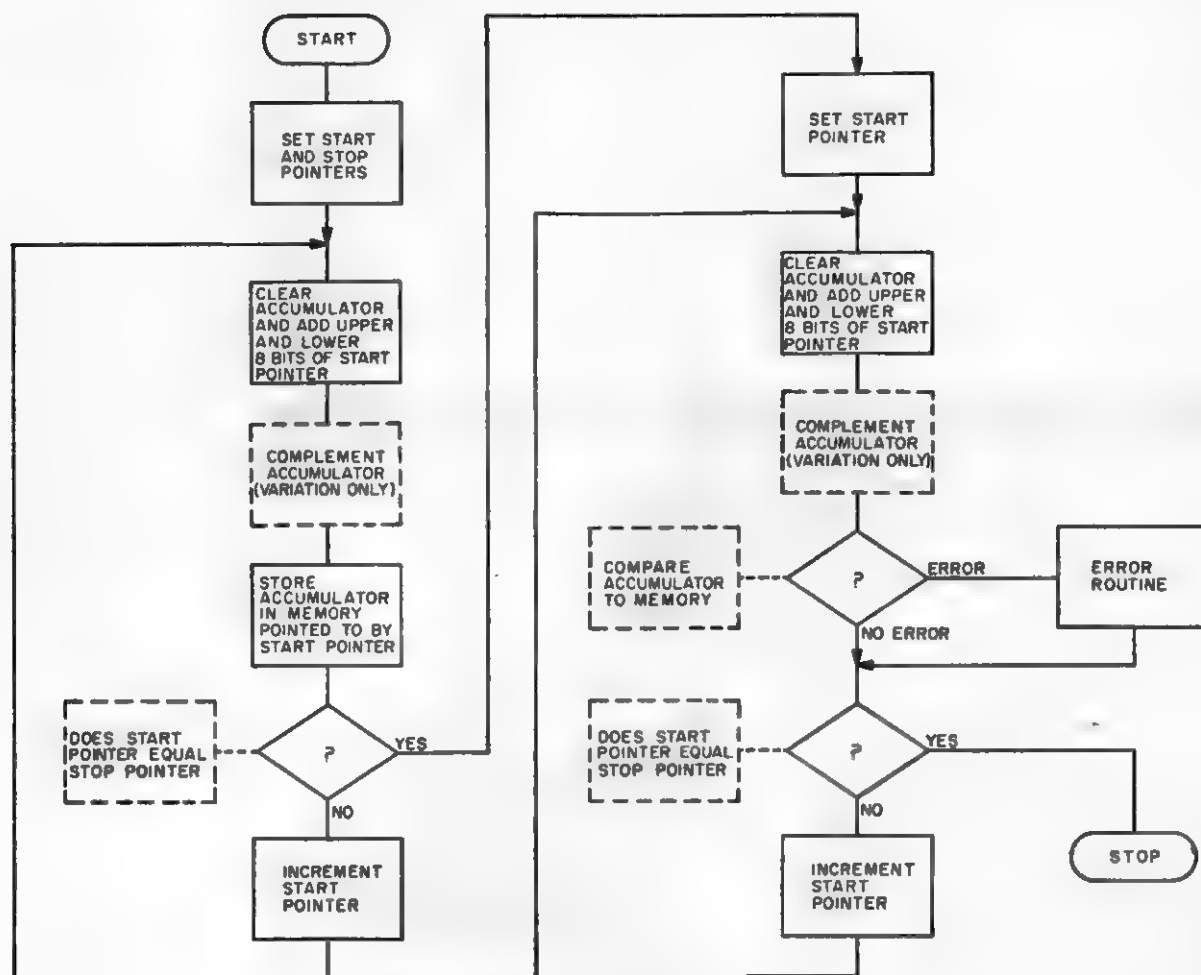 START
SET START
AND STOP
POINTERS
CLEAR
ACCUMULATOR
AND ADD UPPER
AND LOWER
8 BITS OF START
POINTER
COMPLEMENT
ACCUMULATOR
(VARIATION ONLY)
STORE
ACCUMULATOR
IN MEMORY
POINTED TO BY
START POINTER
DOES START
POINTER EQUAL
STOP POINTER
?
YES
NO
INCREMENT
START
POINTER
SET START
POINTER
CLEAR
ACCUMULATOR
AND ADD UPPER
AND LOWER
8 BITS OF START
POINTER
COMPLEMENT
ACCUMULATOR
(VARIATION ONLY)
COMPARE
ACCUMULATOR
TO MEMORY
?
ERROR
ERROR
ROUTINE
NO ERROR
DOES START
POINTER EQUAL
STOP POINTER
?
YES
NO
STOP
INCREMENT
START
POINTER